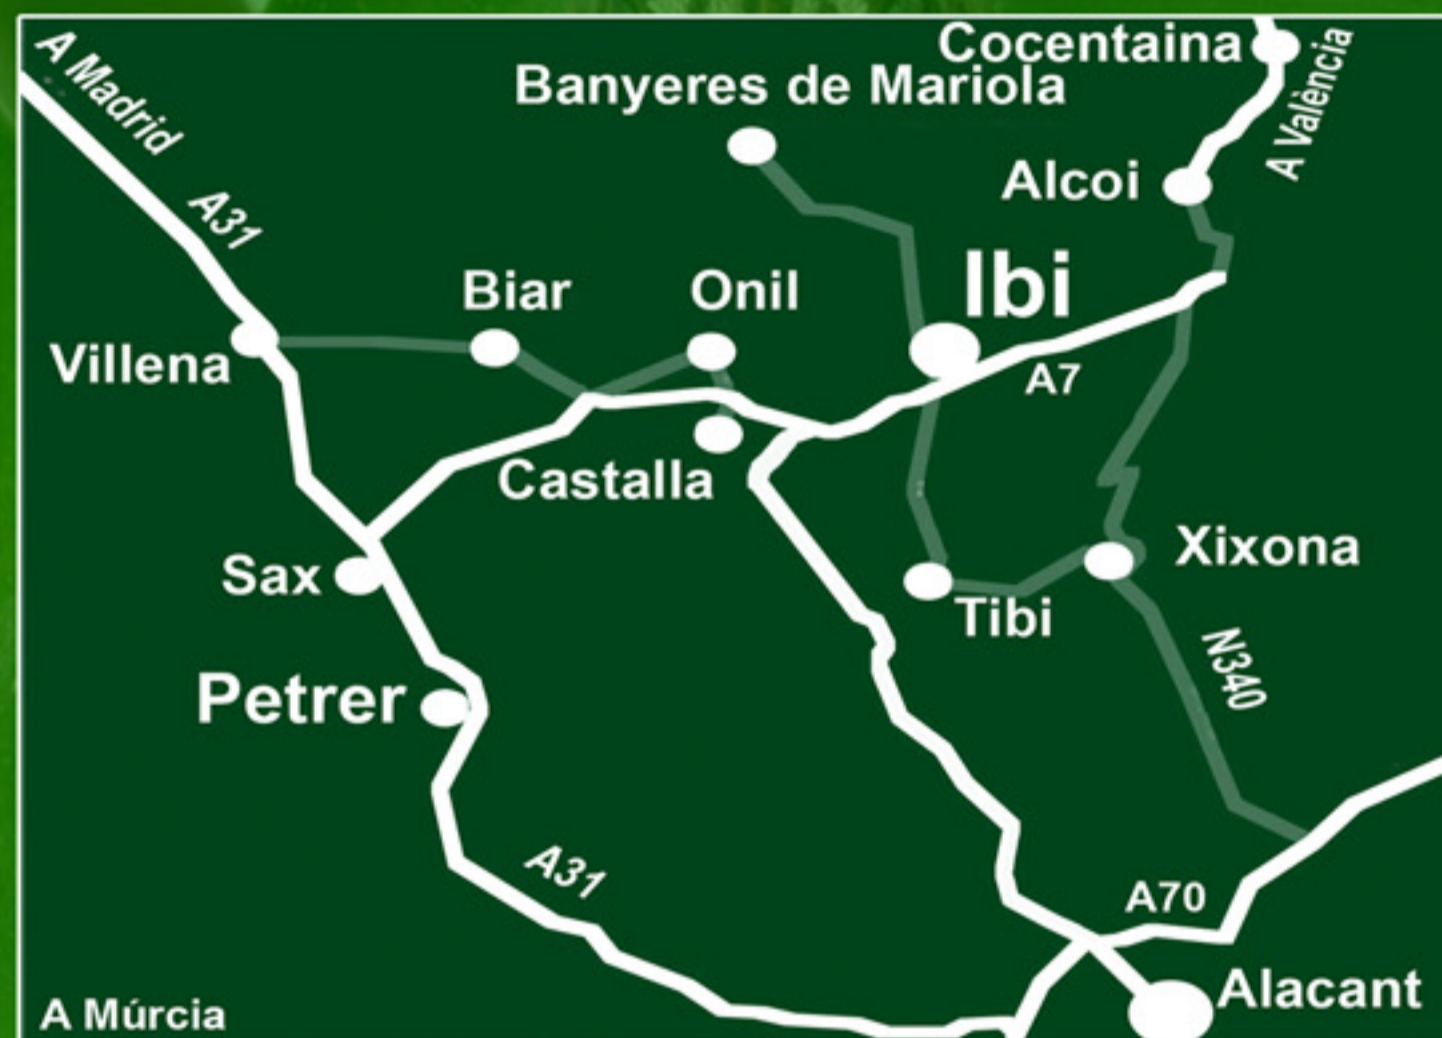 A Madrid
Cocentaina
A València
Banyeres de Mariola
Alcoi
A31
Ibi
Biar
Onil
Villena
A7
Castalla
Sax
Xixona
Tibi
N340
Petrer
A31
A70
Alacant
A Múrcia